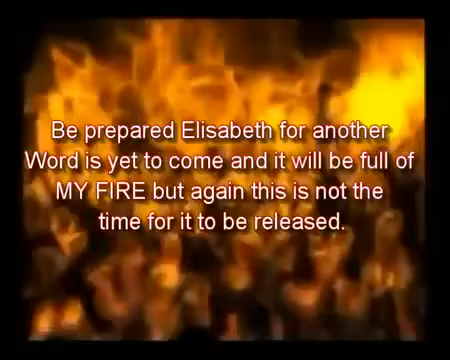 Be prepared Elisabeth for another
Word is yet to come and it will be full of
MY FIRE but again this is not the
time for it to be released.